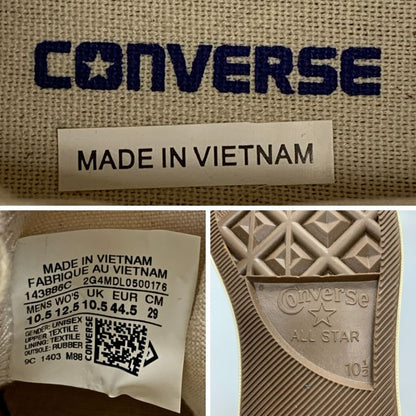 CONVERSE
MADE IN VIETNAM
MADE IN VIETNAM
FABRIQUE AU VIETNAM
143886C 2G4MDL0500176
MENS WO'S UK EUR CM
10.5 12.5 10.5 44.5 29
GENDER: UNISEX
UPPER: TEXTILE
LINING: TEXTILE
OUTSOLE: RUBBER
9C 1403 M88
CONVERSE
Converse
ALL STAR
10½